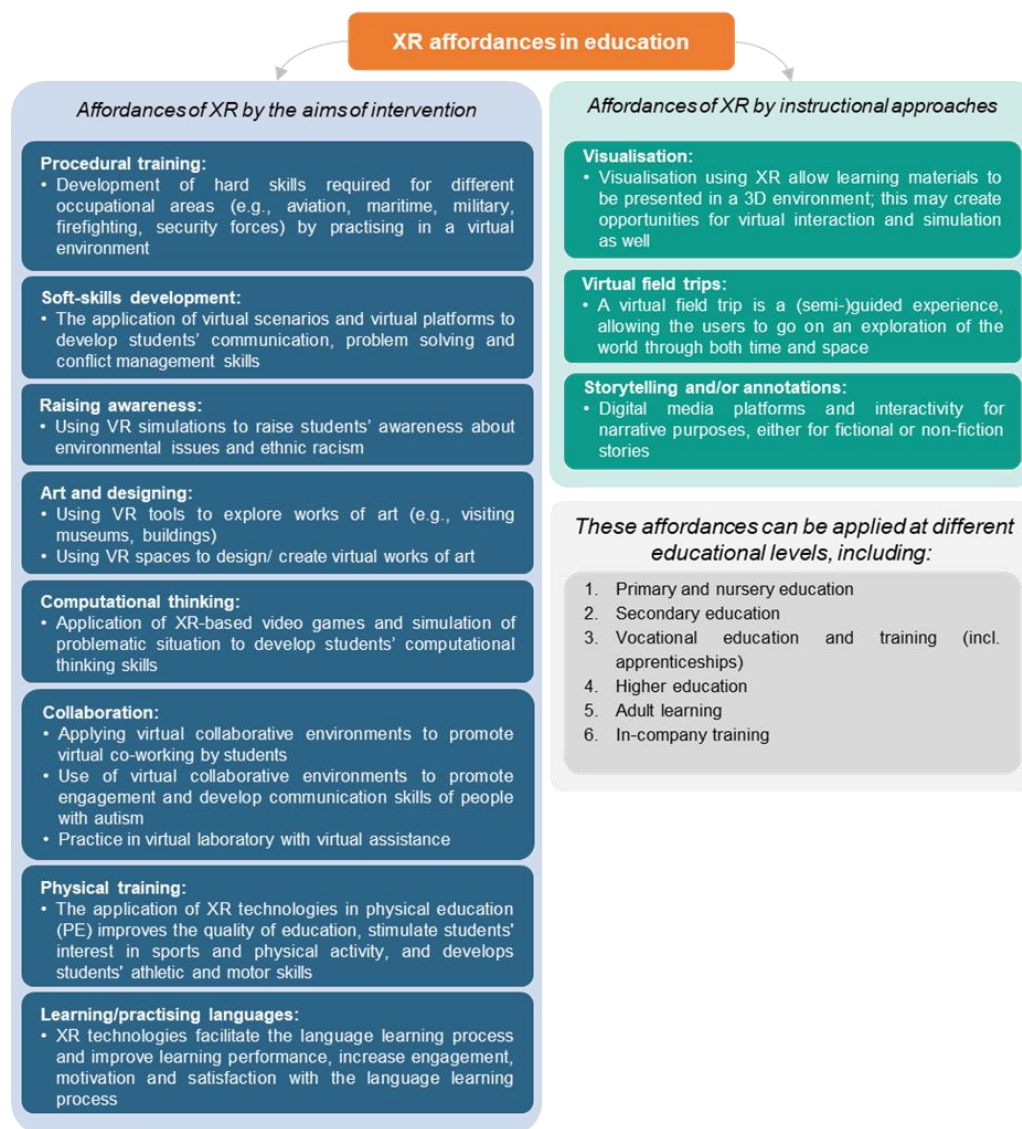 XR affordances in education
Affordances of XR by the aims of intervention
Procedural training:
• Development of hard skills required for different
occupational areas (e.g., aviation, maritime, military,
firefighting, security forces) by practising in a virtual
environment
Soft-skills development:
• The application of virtual scenarios and virtual platforms to
develop students' communication, problem solving and
conflict management skills
Raising awareness:
• Using VR simulations to raise students' awareness about
environmental issues and ethnic racism
Art and designing:
• Using VR tools to explore works of art (e.g., visiting
museums, buildings)
• Using VR spaces to design/ create virtual works of art
Computational thinking:
• Application of XR-based video games and simulation of
problematic situation to develop students' computational
thinking skills
Collaboration:
• Applying virtual collaborative environments to promote
virtual co-working by students
• Use of virtual collaborative environments to promote
engagement and develop communication skills of people
with autism
• Practice in virtual laboratory with virtual assistance
Physical training:
• The application of XR technologies in physical education
(PE) improves the quality of education, stimulate students'
interest in sports and physical activity, and develops
students' athletic and motor skills
Learning/practising languages:
• XR technologies facilitate the language learning process
and improve learning performance, increase engagement,
motivation and satisfaction with the language learning
process
Affordances of XR by instructional approaches
Visualisation:
• Visualisation using XR allow learning materials to
be presented in a 3D environment; this may create
opportunities for virtual interaction and simulation
as well
Virtual field trips:
• A virtual field trip is a (semi-)guided experience,
allowing the users to go on an exploration of the
world through both time and space
Storytelling and/or annotations:
• Digital media platforms and interactivity for
narrative purposes, either for fictional or non-fiction
stories
These affordances can be applied at different
educational levels, including:
1. Primary and nursery education
2. Secondary education
3. Vocational education and training (incl.
apprenticeships)
4. Higher education
5. Adult learning
6. In-company training